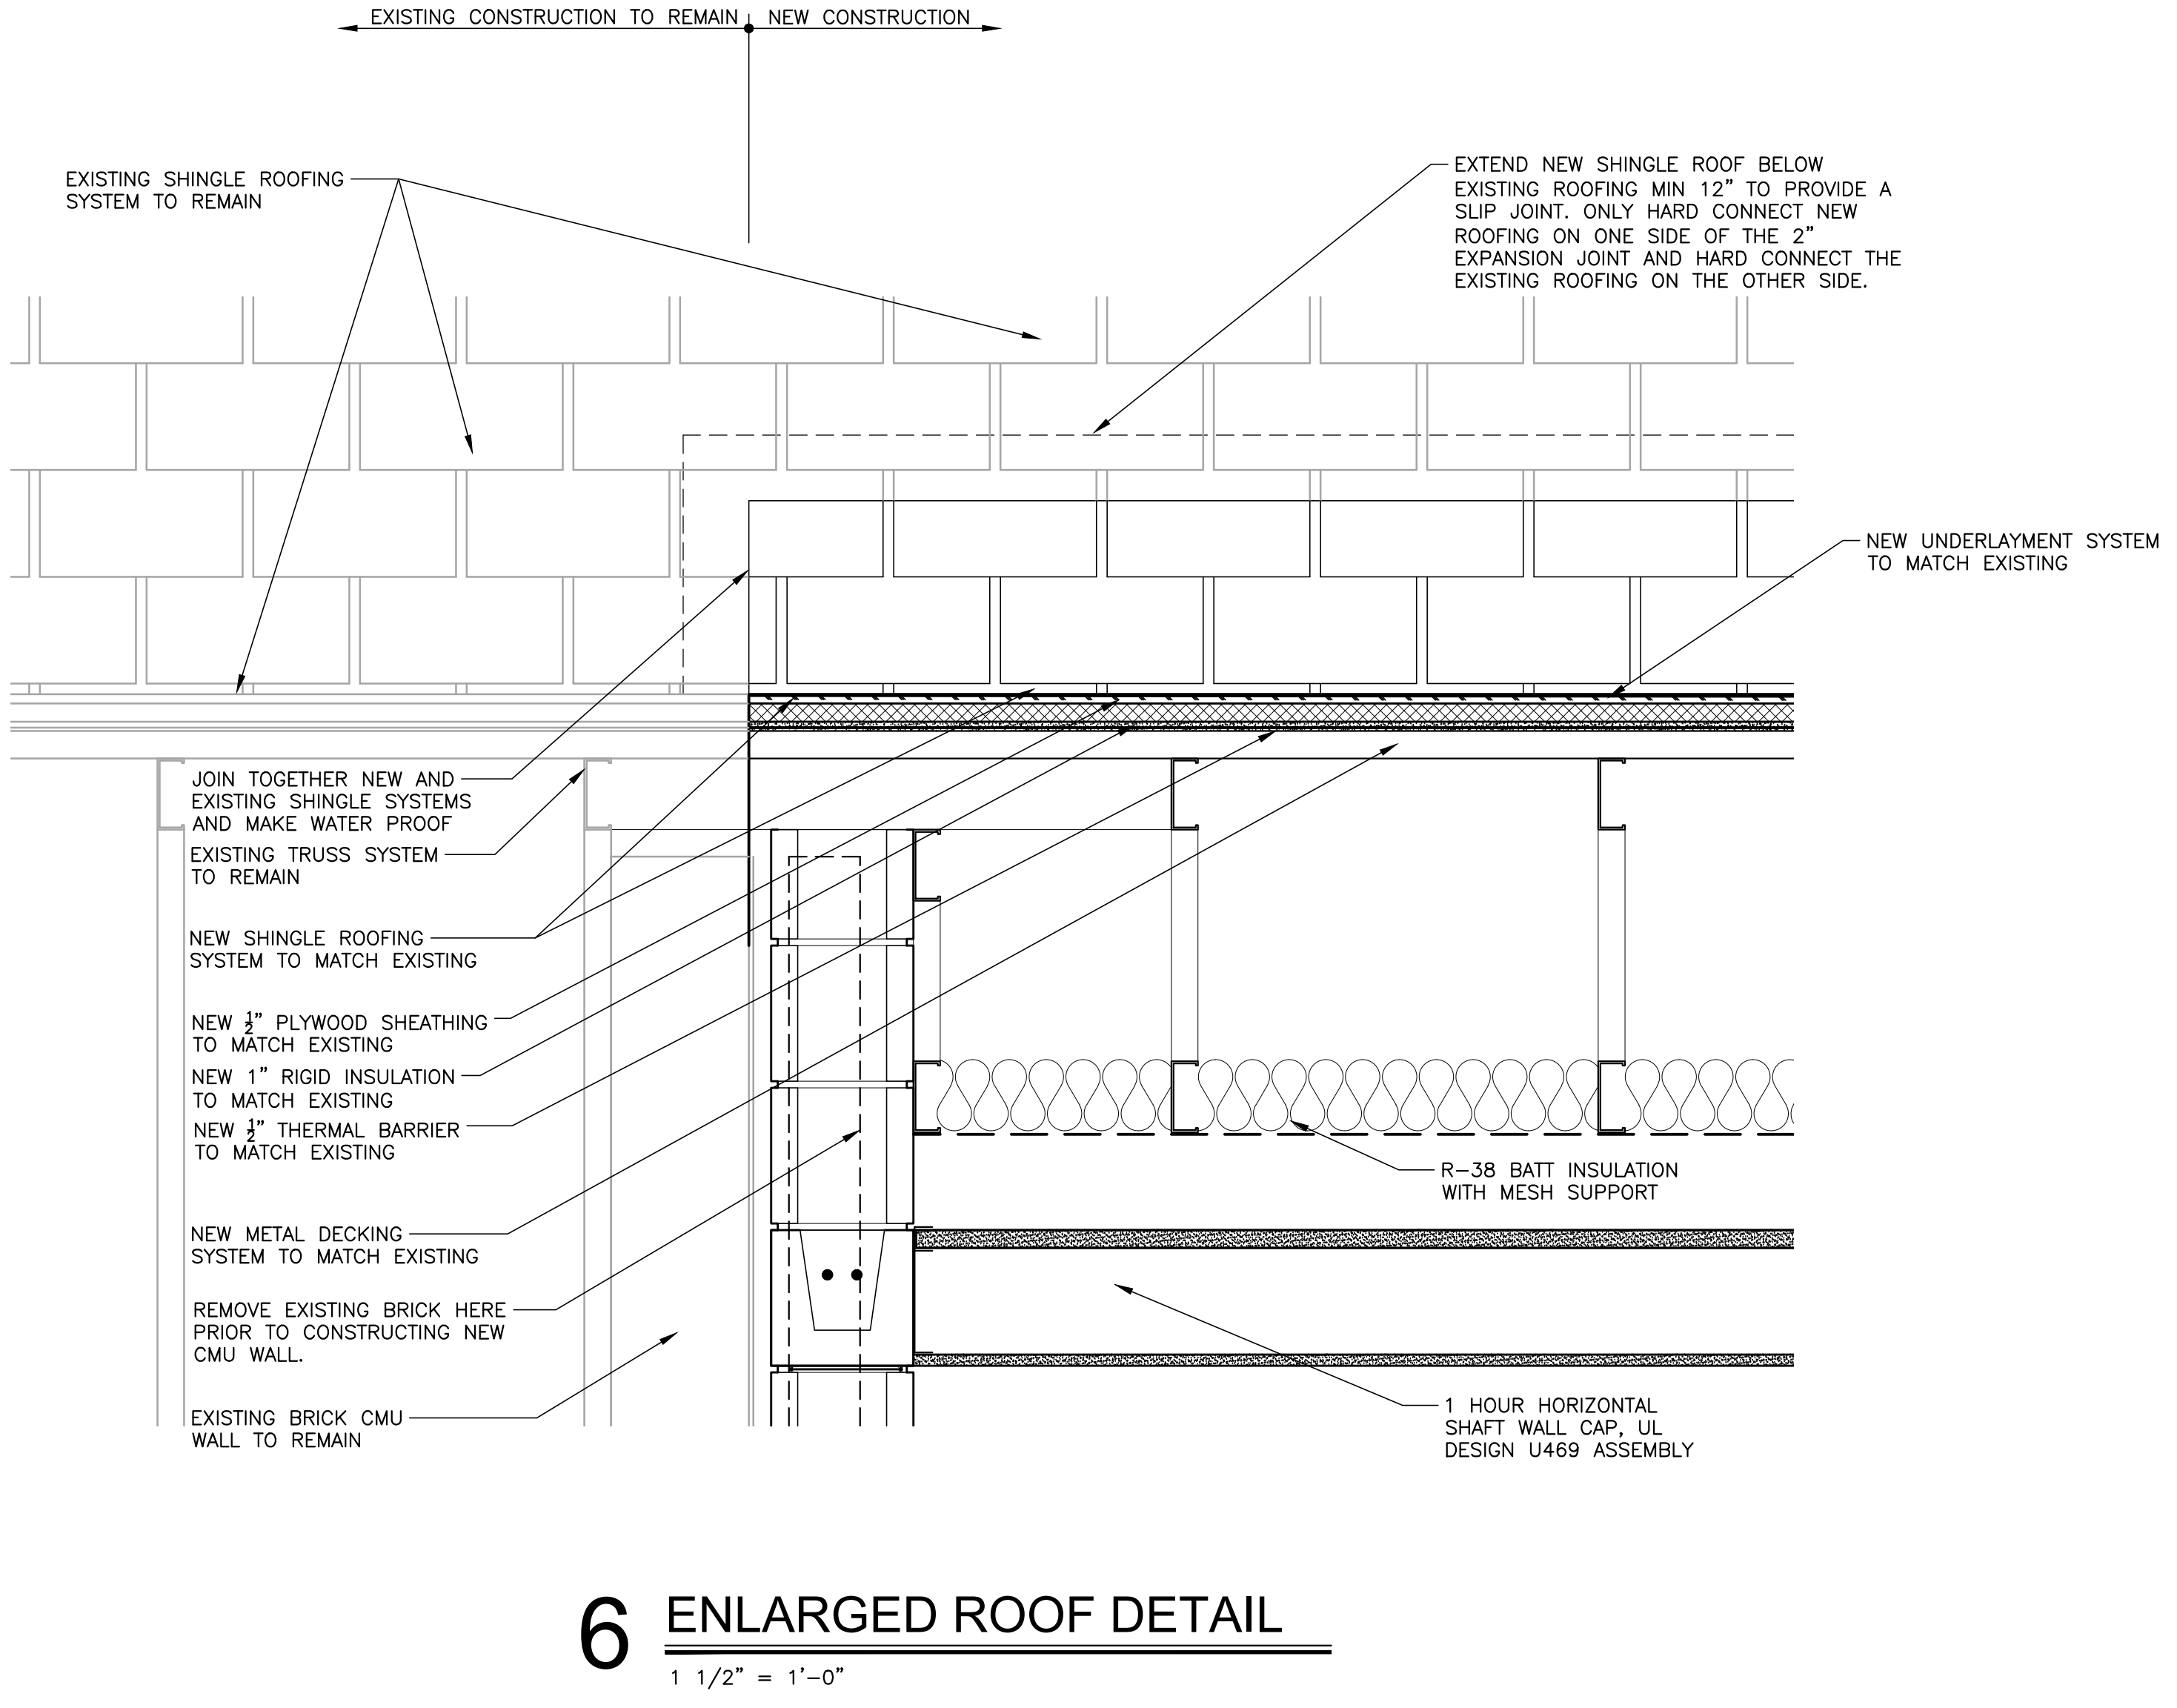 EXISTING CONSTRUCTION TO REMAIN
NEW CONSTRUCTION
EXISTING SHINGLE ROOFING
SYSTEM TO REMAIN
EXTEND NEW SHINGLE ROOF BELOW
EXISTING ROOFING MIN 12" TO PROVIDE A
SLIP JOINT. ONLY HARD CONNECT NEW
ROOFING ON ONE SIDE OF THE 2"
EXPANSION JOINT AND HARD CONNECT THE
EXISTING ROOFING ON THE OTHER SIDE.
NEW UNDERLAYMENT SYSTEM
TO MATCH EXISTING
JOIN TOGETHER NEW AND
EXISTING SHINGLE SYSTEMS
AND MAKE WATER PROOF
EXISTING TRUSS SYSTEM
TO REMAIN
NEW SHINGLE ROOFING
SYSTEM TO MATCH EXISTING
NEW ½" PLYWOOD SHEATHING
TO MATCH EXISTING
NEW 1" RIGID INSULATION
TO MATCH EXISTING
NEW ½" THERMAL BARRIER
TO MATCH EXISTING
NEW METAL DECKING
SYSTEM TO MATCH EXISTING
REMOVE EXISTING BRICK HERE
PRIOR TO CONSTRUCTING NEW
CMU WALL.
EXISTING BRICK CMU
WALL TO REMAIN
R-38 BATT INSULATION
WITH MESH SUPPORT
1 HOUR HORIZONTAL
SHAFT WALL CAP, UL
DESIGN U469 ASSEMBLY
6 ENLARGED ROOF DETAIL
1 1/2" = 1'-0"